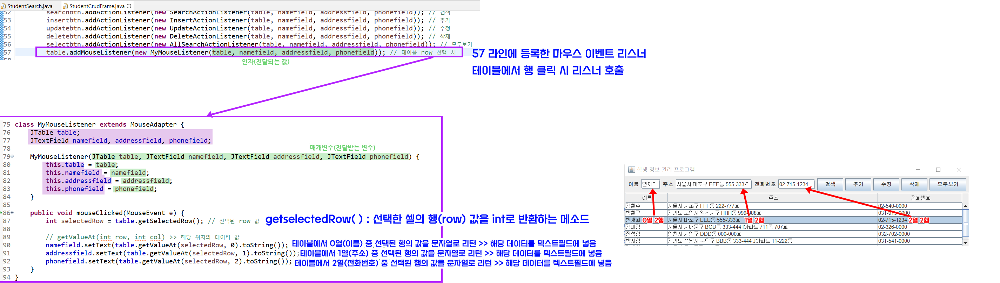 StudentSearch.java StudentCrudFrame.java
52 searchbtn.addActionListener(new SearchActionListener(table, namefield, addressfield, phonefield)); // 검색
53 insertbtn.addActionListener(new InsertActionListener(table, namefield, addressfield, phonefield)); // 추가
54 updatebtn.addActionListener(new UpdateActionListener(table, namefield, addressfield, phonefield)); // 수정
55 deletebtn.addActionListener(new DeleteActionListener(table, namefield, addressfield, phonefield)); // 삭제
56 selectbtn.addActionListener(new AllSearchActionListener(table, namefield, addressfield, phonefield)); // 모두보기
57 table.addMouseListener(new MyMouseListener(table, namefield, addressfield, phonefield)); // 테이블 row 선택 시
58
인자(전달되는 값)
57 라인에 등록한 마우스 이벤트 리스너
테이블에서 행 클릭 시 리스너 호출
75 class MyMouseListener extends MouseAdapter {
76 JTable table;
77 JTextField namefield, addressfield, phonefield;
78
매개변수(전달받는 변수)
79 MyMouseListener(JTable table, JTextField namefield, JTextField addressfield, JTextField phonefield) {
80 this.table = table;
81 this.namefield = namefield;
82 this.addressfield = addressfield;
83 this.phonefield = phonefield;
84 }
85
86 public void mouseClicked(MouseEvent e) {
87 int selectedRow = table.getSelectedRow(); // 선택된 row 값
getselectedRow( ) : 선택한 셀의 행(row) 값을 int로 반환하는 메소드
88
89 // getValueAt(int row, int col) >> 해당 위치의 데이터 값
90 namefield.setText(table.getValueAt(selectedRow, 0).toString());
테이블에서 0열(이름) 중 선택된 행의 값을 문자열로 리턴 >> 해당 데이터를 텍스트필드에 넣음
91 addressfield.setText(table.getValueAt(selectedRow, 1).toString());
테이블에서 1열(주소) 중 선택된 행의 값을 문자열로 리턴 >> 해당 데이터를 텍스트필드에 넣음
92 phonefield.setText(table.getValueAt(selectedRow, 2).toString());
테이블에서 2열(전화번호) 중 선택된 행의 값을 문자열로 리턴 >> 해당 데이터를 텍스트필드에 넣음
93 }
94 }
학생 정보 관리 프로그램
이름 변재희 주소 서울시 마포구 EEE동 555-333호 전화번호 02-715-1234 검색 추가 수정 삭제 모두보기
이름 주소 전화번호
김철수 서울시 서초구 FFF동 222-777호 02-540-0000
박철규 경기도 고양시 일산서구 HHH동 999-888호 031-915-0000
변재희 0열 2행 서울시 마포구 EEE동 555-333호 1열 2행 02-715-1234 2열 2행
김미경 서울시 서대문구 BCD동 333-444 I아파트 711동 707호 02-326-0000
진석영 인천시 계양구 DDD동 000-000호 032-702-0000
박지영 경기도 성남시 분당구 BBB동 333-444 J아파트 11-222동 031-541-0000